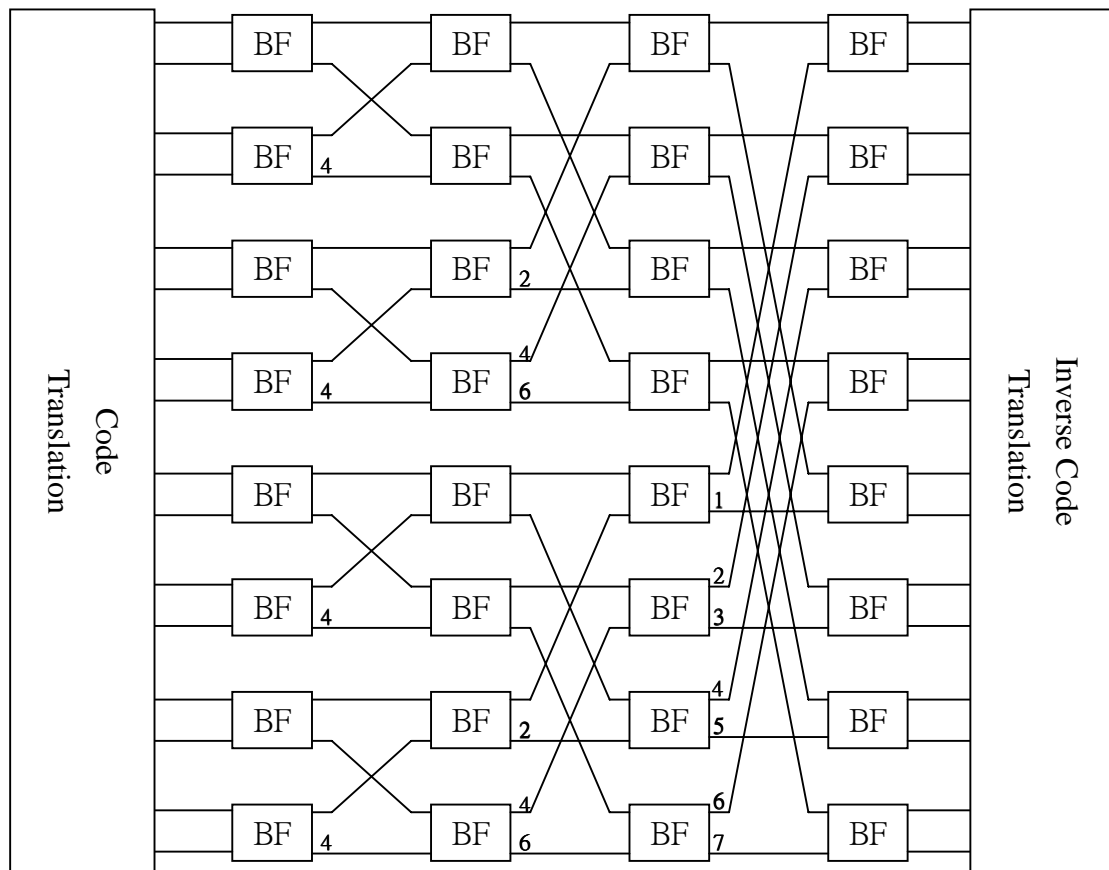 BF BF BF BF
BF 4 BF BF BF
BF BF 2 BF BF
BF 4 BF 4 6 BF BF
Code
Translation
Inverse Code
Translation
BF BF BF 1 BF
BF 4 BF BF 2 3 BF
BF BF 2 BF 4 5 BF
BF 4 BF 4 6 BF 6 7 BF